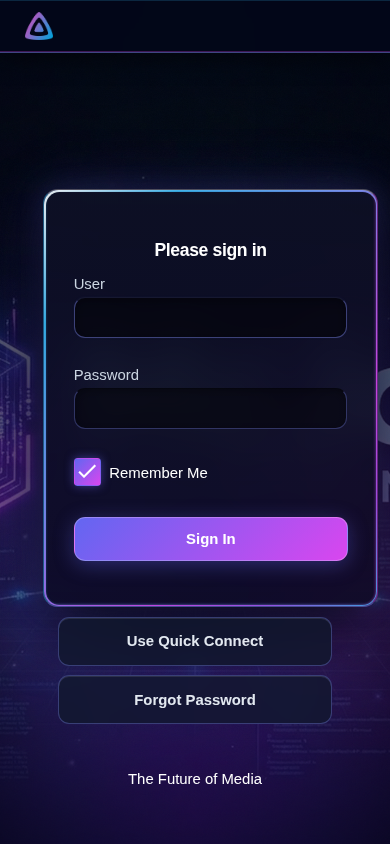 Please sign in
User
Password
Remember Me
Sign In
Use Quick Connect
Forgot Password
The Future of Media